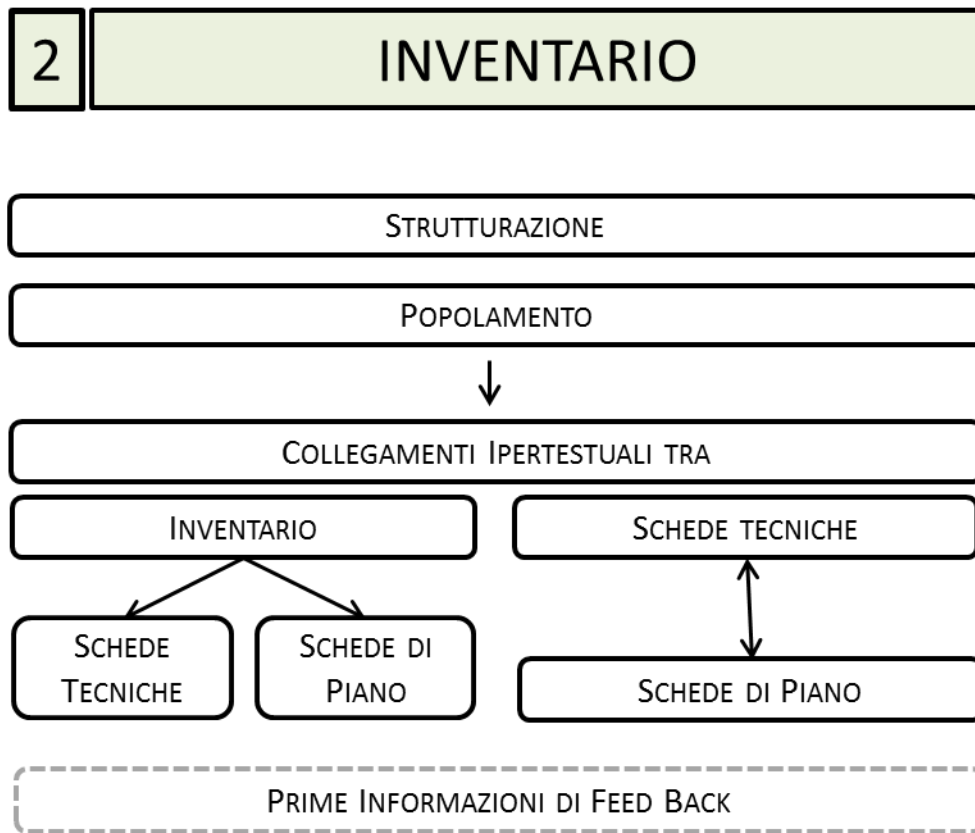 2
INVENTARIO
STRUTTURAZIONE
POPOLAMENTO
COLLEGAMENTI IPERTESTUALI TRA
INVENTARIO
SCHEDE TECNICHE
SCHEDE
TECNICHE
SCHEDE DI
PIANO
SCHEDE DI PIANO
PRIME INFORMAZIONI DI FEED BACK